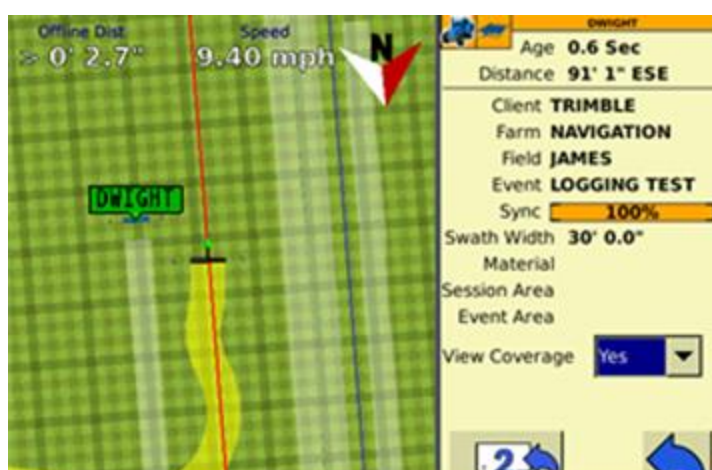 Offline Dist.
> 0' 2.7"
Speed
9.40 mph
N
DWIGHT
DWIGHT
Age 0.6 Sec
Distance 91' 1" ESE
Client TRIMBLE
Farm NAVIGATION
Field JAMES
Event LOGGING TEST
Sync 100%
Swath Width 30' 0.0"
Material
Session Area
Event Area
View Coverage Yes
2